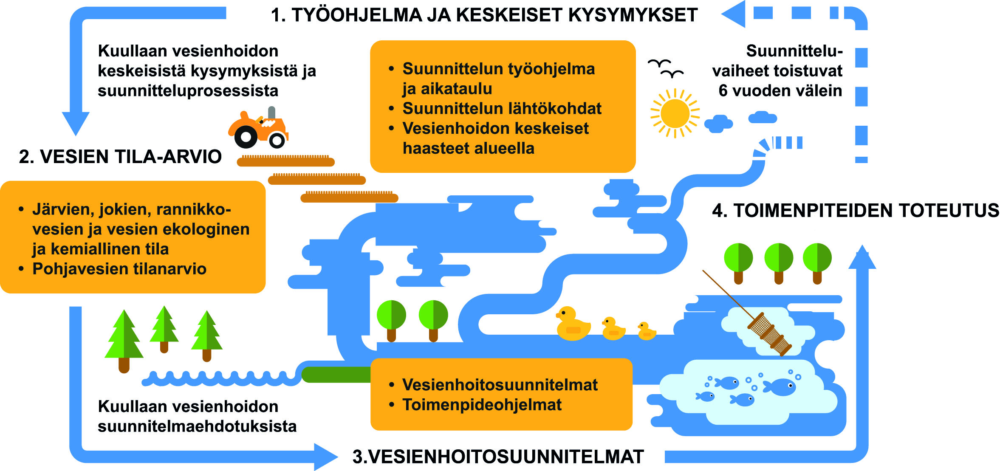 1. TYÖOHJELMA JA KESKEISET KYSYMYKSET
Kuullaan vesienhoidon
keskeisistä kysymyksistä ja
suunnitteluprosessista
• Suunnittelun työohjelma
ja aikataulu
• Suunnittelun lähtökohdat
• Vesienhoidon keskeiset
haasteet alueella
Suunnittelu-
vaiheet toistuvat
6 vuoden välein
2. VESIEN TILA-ARVIO
• Järvien, jokien, rannikko-
vesien ja vesien ekologinen
ja kemiallinen tila
• Pohjavesien tilanarvio
Kuullaan vesienhoidon
suunnitelmaehdotuksista
• Vesienhoitosuunnitelmat
• Toimenpideohjelmat
3.VESIENHOITOSUUNNITELMAT
4. TOIMENPITEIDEN TOTEUTUS